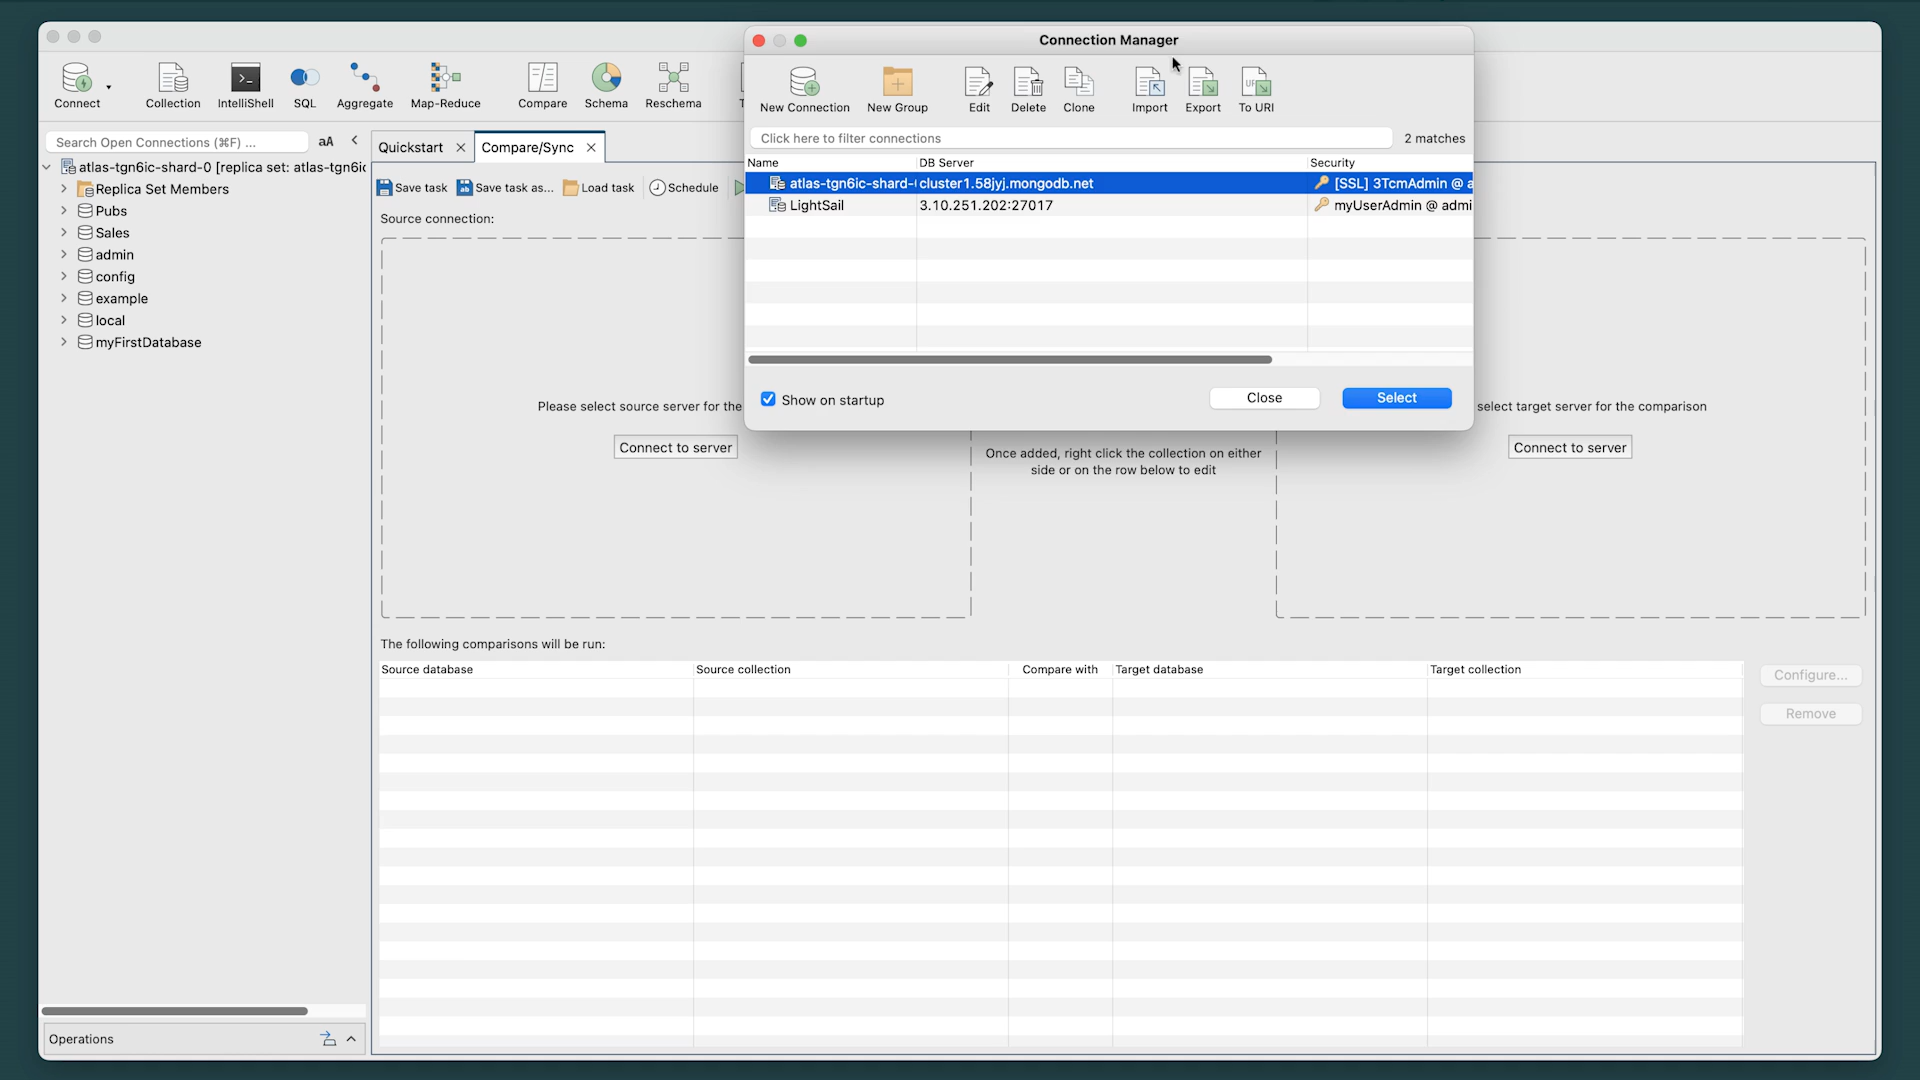 Connection Manager
Connect
Collection
IntelliShell
SQL
Aggregate
Map-Reduce
Compare
Schema
Reschema
New Connection
New Group
Edit
Delete
Clone
Import
Export
To URI
Search Open Connections (⌘F) ...
aA
Quickstart
Compare/Sync
Click here to filter connections
2 matches
Name
DB Server
Security
atlas-tgn6ic-shard-0 [replica set: atlas-tgn6ic
Replica Set Members
Pubs
Sales
admin
config
example
local
myFirstDatabase
Save task
Save task as...
Load task
Schedule
Source connection:
atlas-tgn6ic-shard-
cluster1.58jyj.mongodb.net
[SSL] 3TcmAdmin @ a
LightSail
3.10.251.202:27017
myUserAdmin @ admi
Show on startup
Close
Select
Please select source server for the
Connect to server
Once added, right click the collection on either
side or on the row below to edit
select target server for the comparison
Connect to server
The following comparisons will be run:
Source database
Source collection
Compare with
Target database
Target collection
Configure...
Remove
Operations